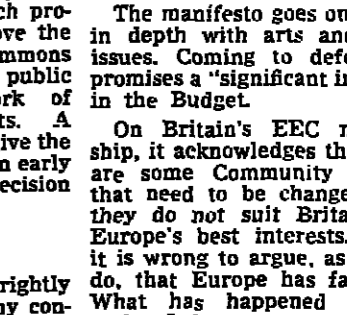 ch pro-
ove the
mmons
public
rk of
ts. A
ive the
n early
ecision
rightly
ny con-
The manifesto goes on
in depth with arts and
issues. Coming to defe
promises a "significant in
in the Budget.
On Britain's EEC m
ship, it acknowledges th
are some Community
that need to be change
they do not suit Brita
Europe's best interests.
it is wrong to argue, as
do, that Europe has fa
What has happened